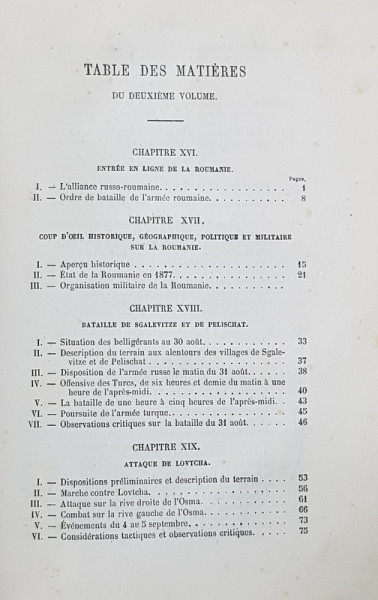 TABLE DES MATIÈRES
DU DEUXIÈME VOLUME.
CHAPITRE XVI.
ENTRÉE EN LIGNE DE LA ROUMANIE.
Pages.
I. — L'alliance russo-roumaine. . . . . . . . . . . . . . . . . 1
II. — Ordre de bataille de l'armée roumaine. . . . . . . . . . . 8
CHAPITRE XVII.
COUP D'ŒIL HISTORIQUE, GÉOGRAPHIQUE, POLITIQUE ET MILITAIRE
SUR LA ROUMANIE.
I. — Aperçu historique . . . . . . . . . . . . . . . . . . . 15
II. — État de la Roumanie en 1877. . . . . . . . . . . . . . . 21
III. — Organisation militaire de la Roumanie. . . . . . . . . . .
CHAPITRE XVIII.
BATAILLE DE SGALEVITZE ET DE PELISCHAT.
I. — Situation des belligérants au 30 août. . . . . . . . . . . 33
II. — Description du terrain aux alentours des villages de Sgale-
vitze et de Pelischat . . . . . . . . . . . . . . . . . 37
III. — Disposition de l'armée russe le matin du 31 août. . . . . . 38
IV. — Offensive des Turcs, de six heures et demie du matin à une
heure de l'après-midi. . . . . . . . . . . . . . . . . 40
V. — La bataille de une heure à cinq heures de l'après-midi. . . 43
VI. — Poursuite de l'armée turque. . . . . . . . . . . . . . . 45
VII. — Observations critiques sur la bataille du 31 août. . . . . . 46
CHAPITRE XIX.
ATTAQUE DE LOVTCHA.
I. — Dispositions préliminaires et description du terrain . . . . 53
II. — Marche contre Lovtcha. . . . . . . . . . . . . . . . . 56
III. — Attaque sur la rive droite de l'Osma. . . . . . . . . . . 61
IV. — Combat sur la rive gauche de l'Osma. . . . . . . . . . . 66
V. — Événements du 4 au 5 septembre. . . . . . . . . . . . . 73
VI. — Considérations tactiques et observations critiques. . . . . 75